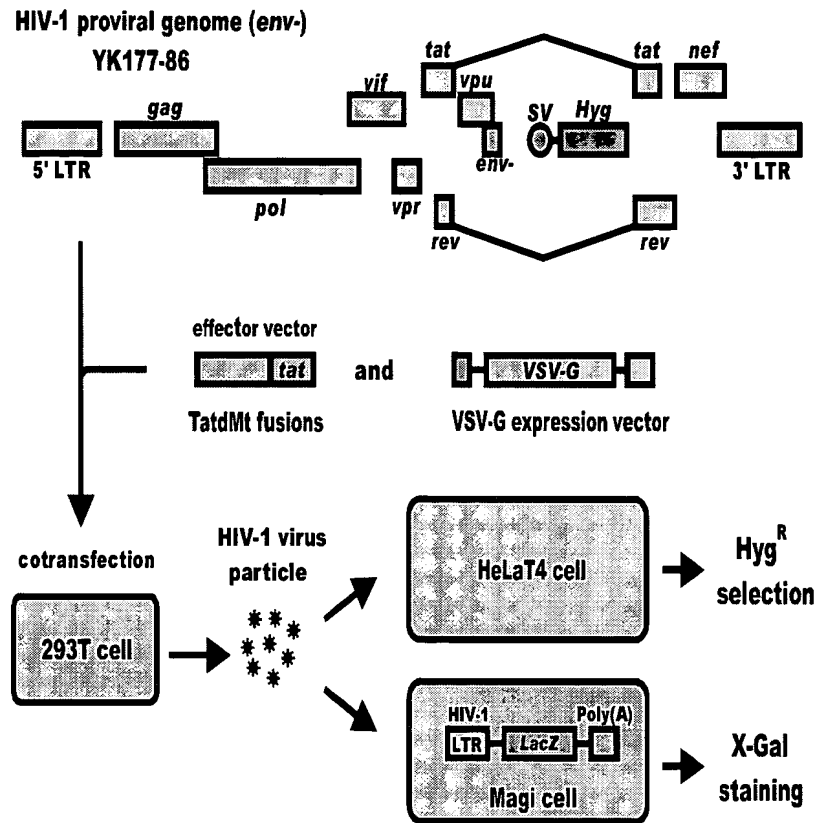 HIV-1 proviral genome (env-)
YK177-86
tat
tat
nef
vif
vpu
gag
SV
Hyg
env-
5' LTR
3' LTR
pol
vpr
rev
rev
effector vector
tat
and
VSV-G
TatdMt fusions
VSV-G expression vector
cotransfection
HIV-1 virus
particle
HeLaT4 cell
Hyg^R
selection
293T cell
HIV-1
Poly(A)
LTR
LacZ
X-Gal
staining
Magi cell